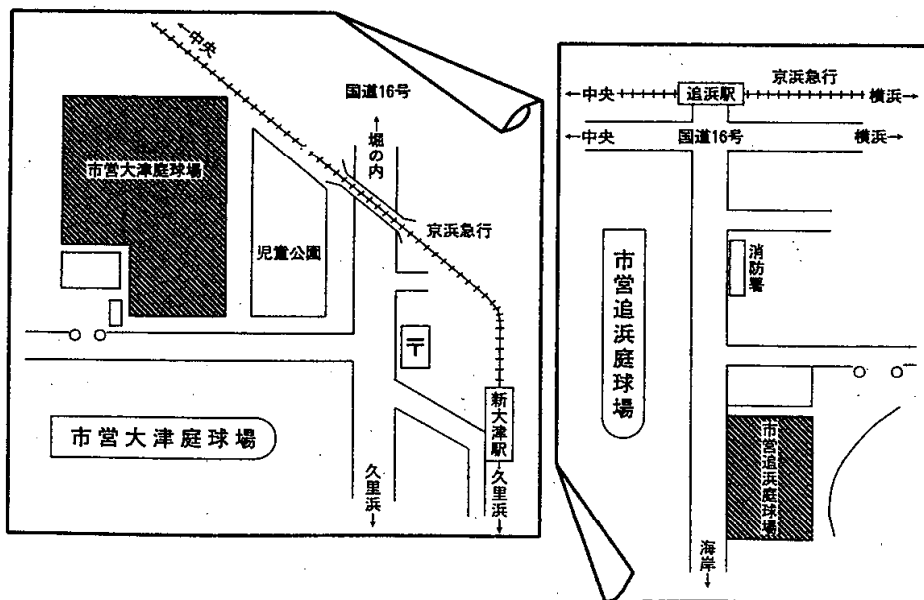 ←中央
国道16号
←堀の内
市営大津庭球場
児童公園
京浜急行
〒
新大津駅
市営大津庭球場
久里浜→
久里浜→
京浜急行
←中央
追浜駅
横浜→
←中央
国道16号
横浜→
消防署
市営追浜庭球場
市営追浜庭球場
海岸→